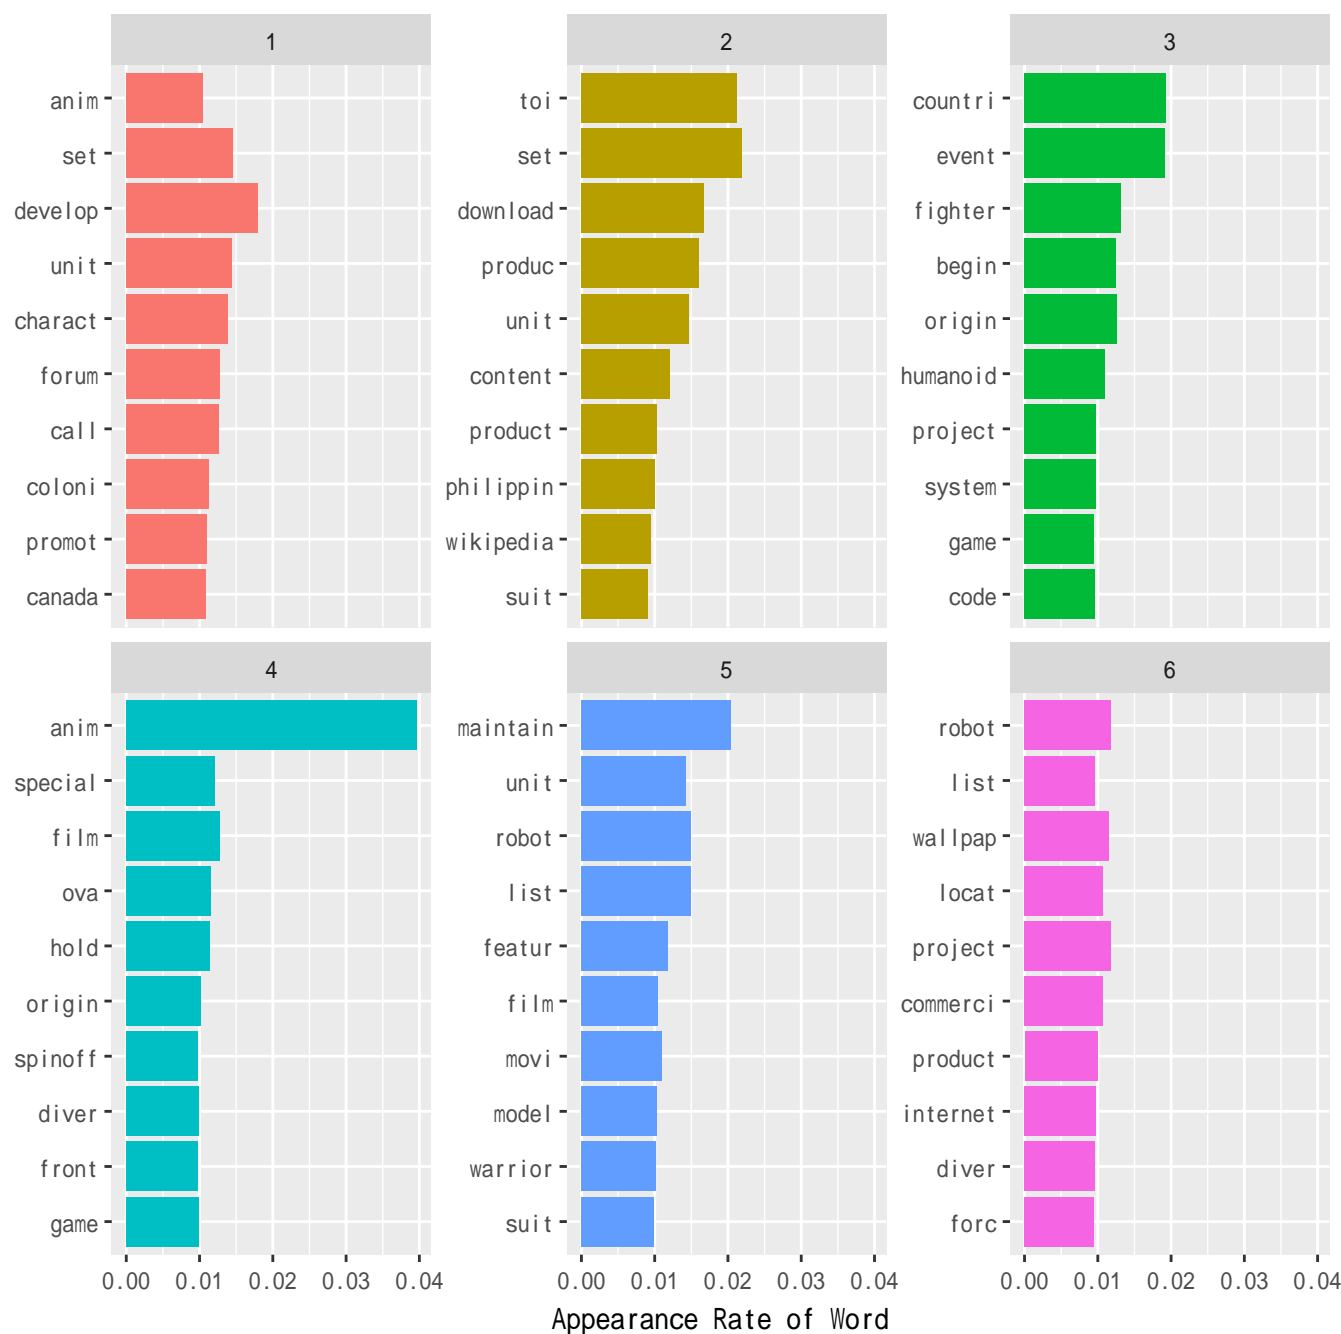 1
anim
set
develop
unit
charact
forum
call
coloni
promot
canada
2
toi
set
download
produc
unit
content
product
philippin
wikipedia
suit
3
countri
event
fighter
begin
origin
humanoid
project
system
game
code
4
anim
special
film
ova
hold
origin
spinoff
diver
front
game
0.00 0.01 0.02 0.03 0.04
5
maintain
unit
robot
list
featur
film
movi
model
warrior
suit
0.00 0.01 0.02 0.03 0.04
6
robot
list
wallpap
locat
project
commerci
product
internet
diver
forc
0.00 0.01 0.02 0.03 0.04
Appearance Rate of Word